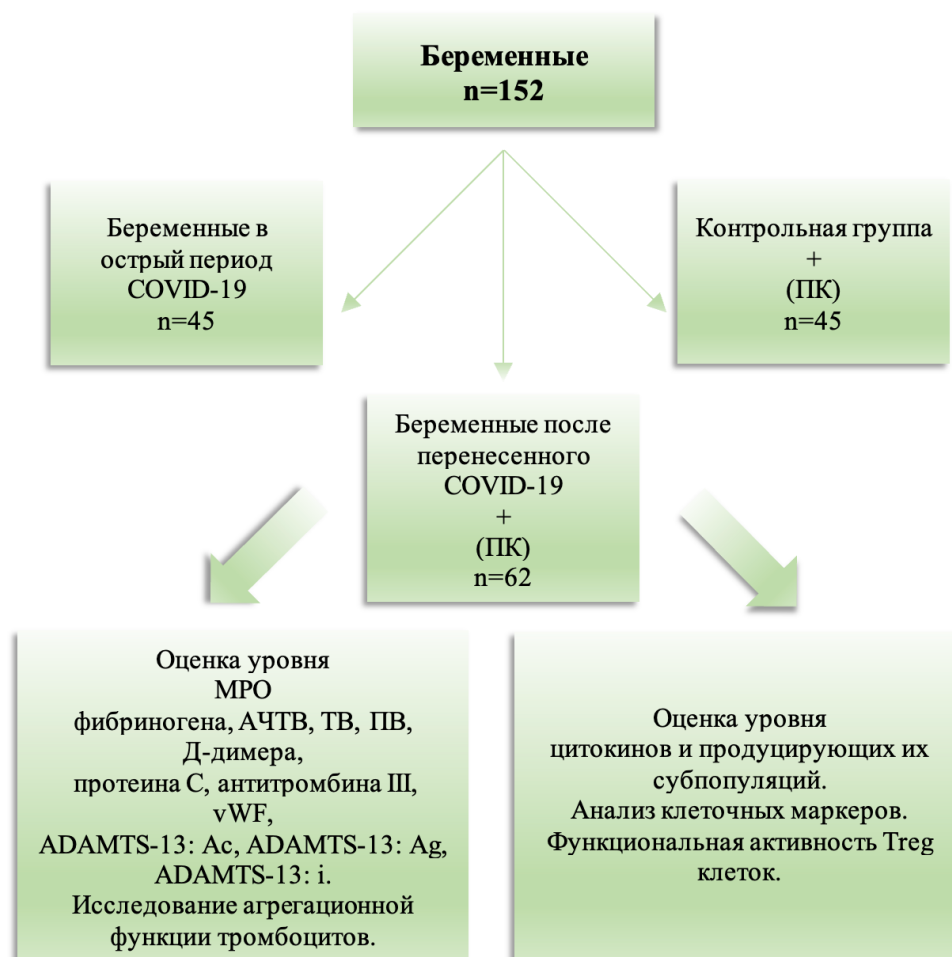 Беременные
n=152
Беременные в
острый период
COVID-19
n=45
Контрольная группа
+
(ПК)
n=45
Беременные после
перенесенного
COVID-19
+
(ПК)
n=62
Оценка уровня
МРО
фибриногена, АЧТВ, ТВ, ПВ,
Д-димера,
протеина С, антитромбина III,
vWF,
ADAMTS-13: Ac, ADAMTS-13: Ag,
ADAMTS-13: i.
Исследование агрегационной
функции тромбоцитов.
Оценка уровня
цитокинов и продуцирующих их
субпопуляций.
Анализ клеточных маркеров.
Функциональная активность Treg
клеток.